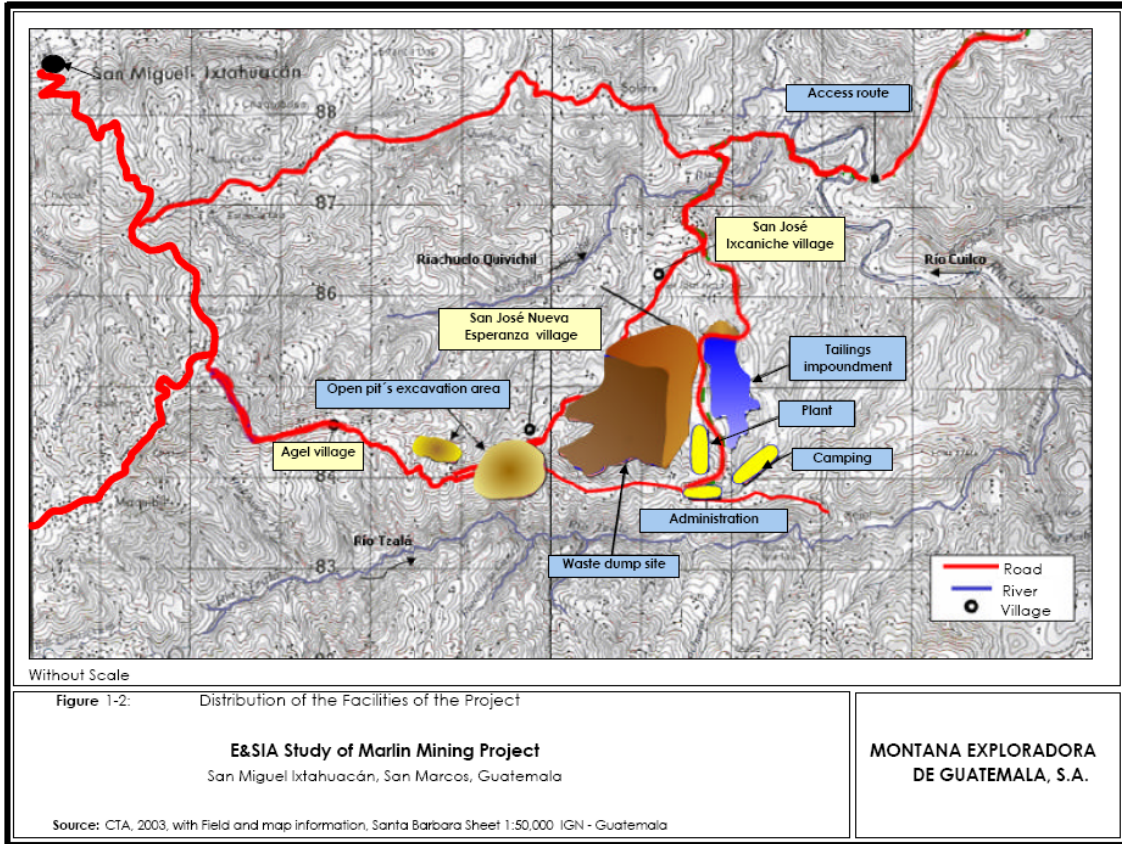 San Miguel Ixtahuacán
Solore
Access route
88
87
San José
Ixcaniche village
Riachuelo Quivichil
Río Cuilco
86
San José Nueva
Esperanza village
Tailings
impoundment
Open pit´s excavation area
Plant
Agel village
Camping
84
Administration
Río Tzalá
Waste dump site
83
Road
River
Village
Without Scale
Figure 1-2: Distribution of the Facilities of the Project
E&SIA Study of Marlin Mining Project
San Miguel Ixtahuacán, San Marcos, Guatemala
Source: CTA, 2003, with Field and map information, Santa Barbara Sheet 1:50,000 IGN - Guatemala
MONTANA EXPLORADORA
DE GUATEMALA, S.A.